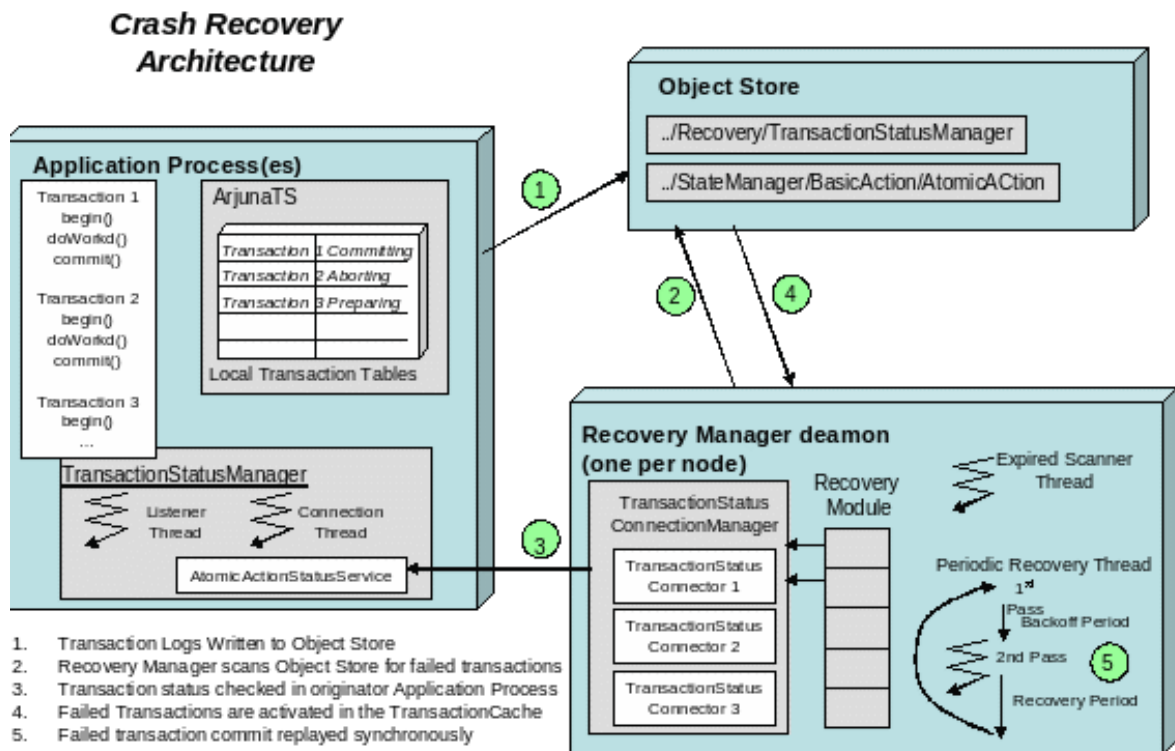 Crash Recovery
Architecture
Object Store
../Recovery/TransactionStatusManager
../StateManager/BasicAction/AtomicACtion
Application Process(es)
Transaction 1
begin()
doWorkd()
commit()
Transaction 2
begin()
doWorkd()
commit()
Transaction 3
begin()
...
ArjunaTS
Transaction 1 Committing
Transaction 2 Aborting
Transaction 3 Preparing
Local Transaction Tables
TransactionStatusManager
Listener
Thread
Connection
Thread
AtomicActionStatusService
1
2
4
3
Recovery Manager deamon
(one per node)
TransactionStatus
ConnectionManager
TransactionStatus
Connector 1
TransactionStatus
Connector 2
TransactionStatus
Connector 3
Recovery
Module
Expired Scanner
Thread
Periodic Recovery Thread
1rd
Pass
Backoff Period
2nd Pass
5
Recovery Period
1. Transaction Logs Written to Object Store
2. Recovery Manager scans Object Store for failed transactions
3. Transaction status checked in originator Application Process
4. Failed Transactions are activated in the TransactionCache
5. Failed transaction commit replayed synchronously